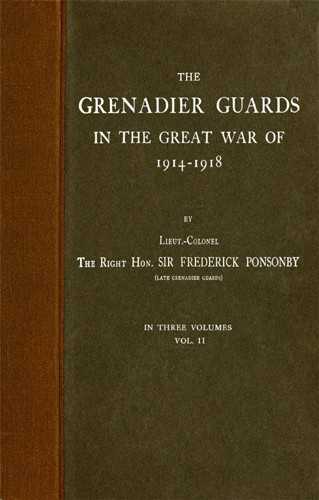 THE
GRENADIER GUARDS
IN THE GREAT WAR OF
1914-1918
BY
LIEUT.-COLONEL
THE RIGHT HON. SIR FREDERICK PONSONBY
(LATE GRENADIER GUARDS)
IN THREE VOLUMES
VOL. II